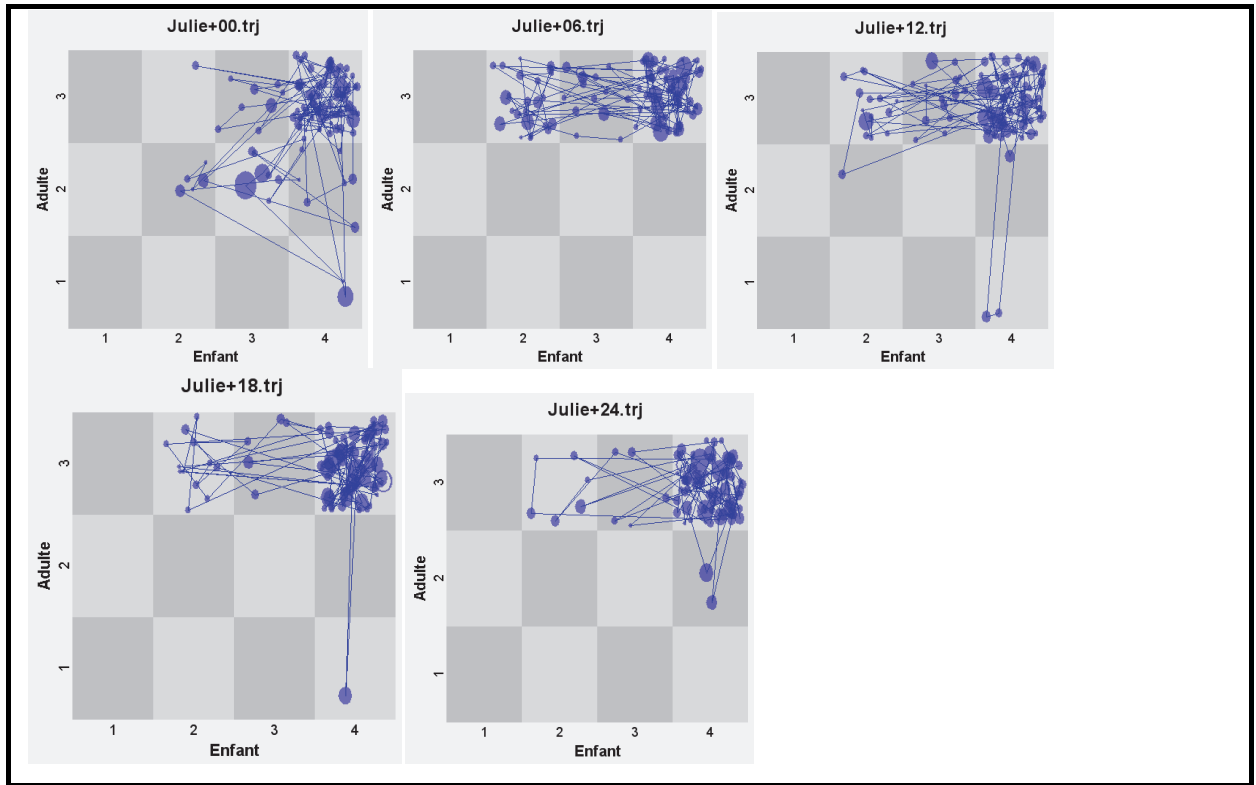 Julie+00.trj
Adulte
3
2
1
1 2 3 4
Enfant
Julie+06.trj
Adulte
3
2
1
1 2 3 4
Enfant
Julie+12.trj
Adulte
3
2
1
1 2 3 4
Enfant
Julie+18.trj
Adulte
3
2
1
1 2 3 4
Enfant
Julie+24.trj
Adulte
3
2
1
1 2 3 4
Enfant